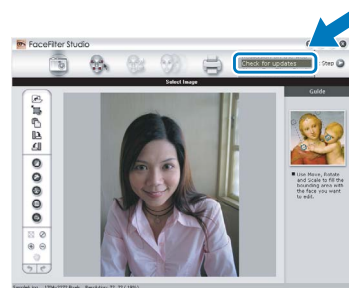 FaceFilter Studio
Check for updates
Step
Select Image
Guide
Use Move, Rotate
and Scale to fill the
bounding area with
the face you want
to edit.